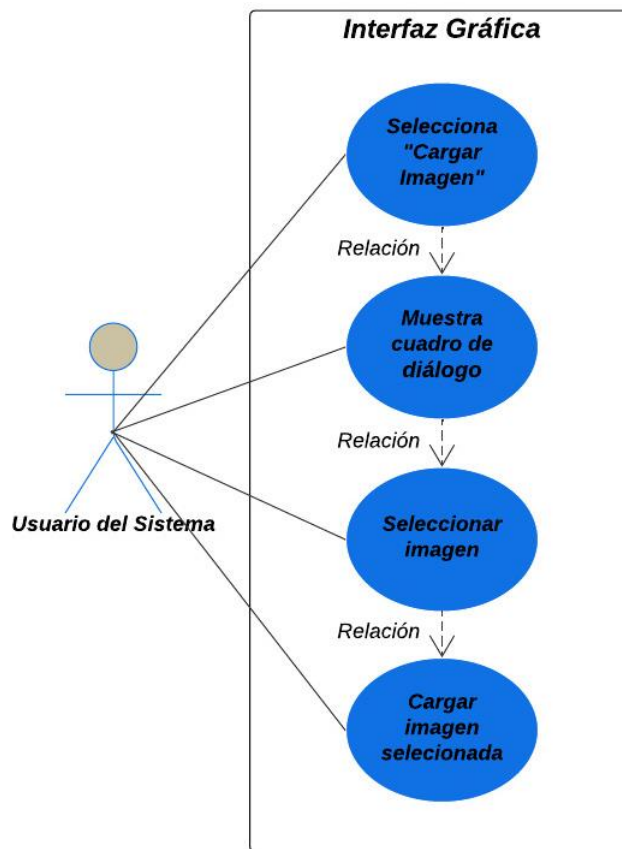 Interfaz Gráfica
Selecciona
"Cargar
Imagen"
Relación
Muestra
cuadro de
diálogo
Relación
Usuario del Sistema
Seleccionar
imagen
Relación
Cargar
imagen
selecionada